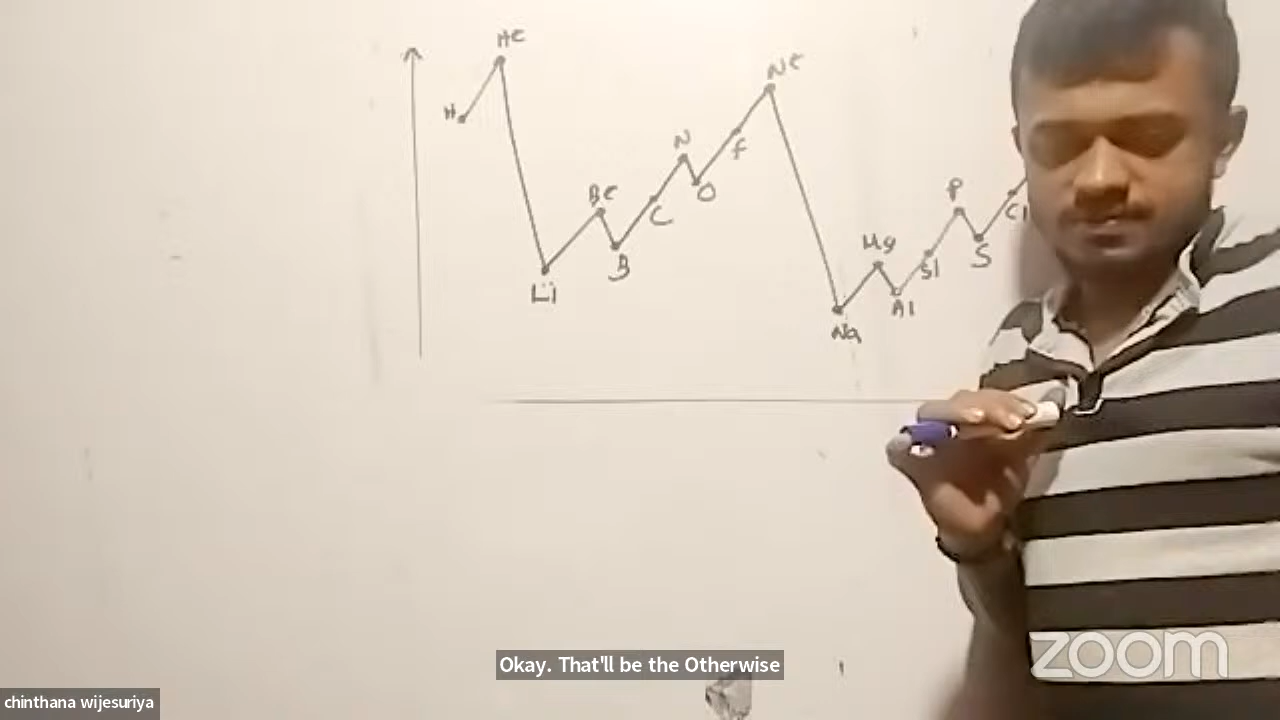 He
H
Ne
N
F
Be
C
O
B
Li
P
Cl
Mg
Si
S
Al
Na
zoom
Okay. That'll be the Otherwise
chinthana wijesuriya